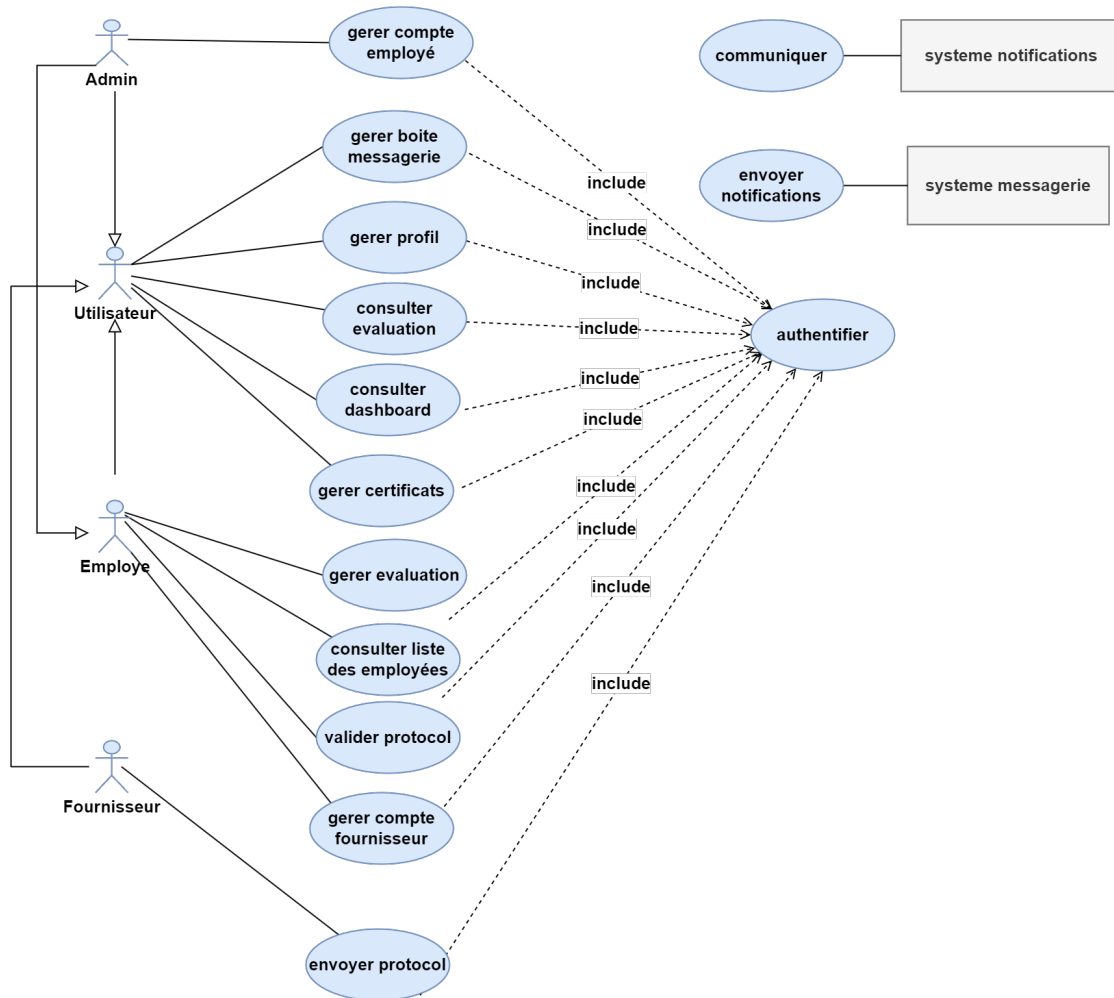 gerer compte
employé
Admin
communiquer
systeme notifications
gerer boite
messagerie
envoyer
notifications
systeme messagerie
include
include
gerer profil
include
Utilisateur
consulter
evaluation
include
authentifier
consulter
dashboard
include
include
gerer certificats
include
include
Employe
gerer evaluation
include
consulter liste
des employées
include
valider protocol
Fournisseur
gerer compte
fournisseur
envoyer protocol